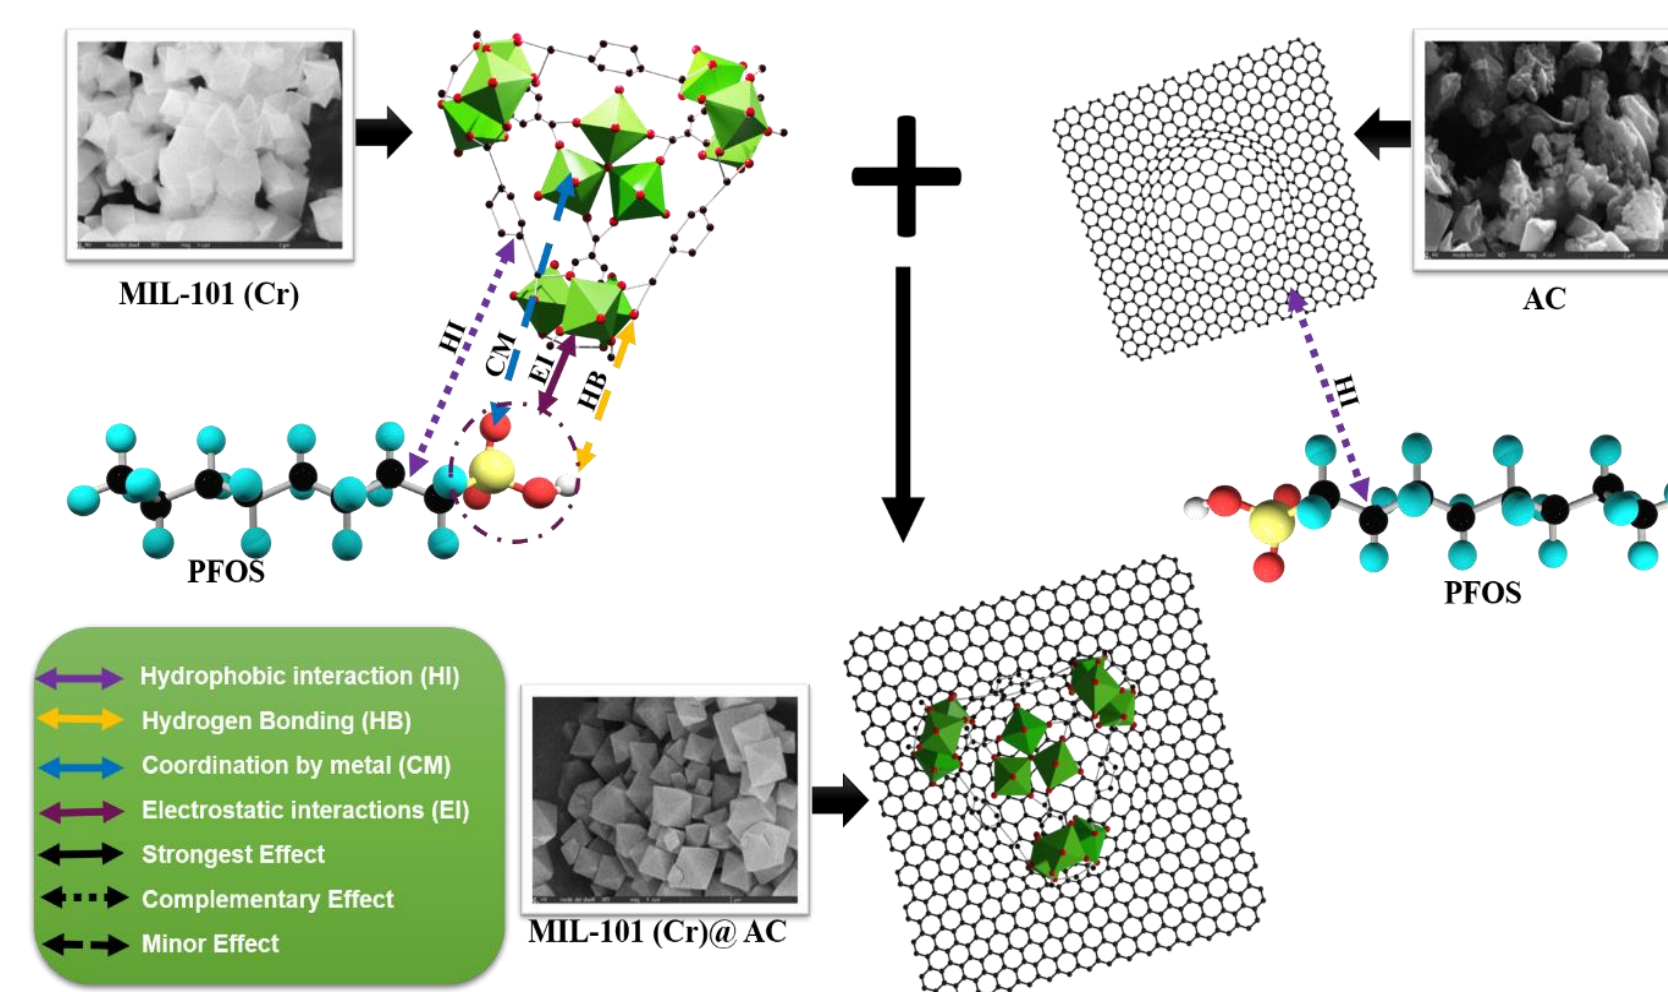 MIL-101 (Cr)
AC
HI
CM
EI
HB
HI
PFOS
PFOS
Hydrophobic interaction (HI)
Hydrogen Bonding (HB)
Coordination by metal (CM)
Electrostatic interactions (EI)
Strongest Effect
Complementary Effect
Minor Effect
MIL-101 (Cr)@ AC